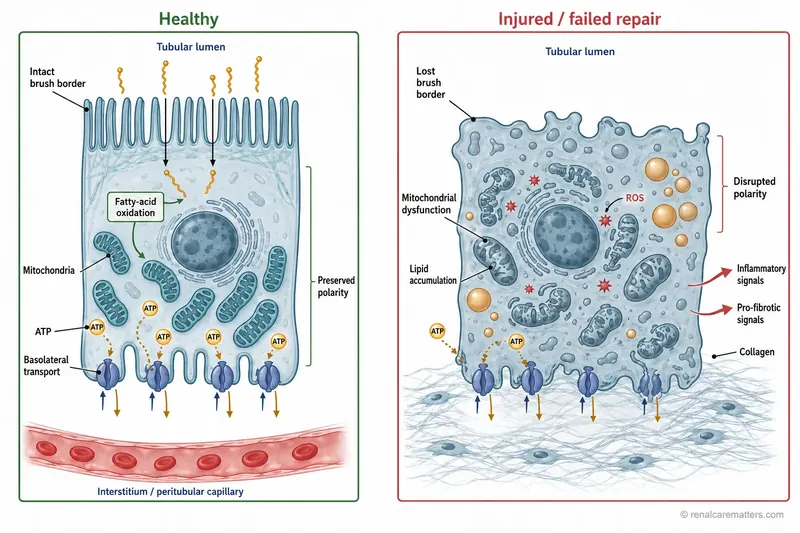 Healthy
Tubular lumen
Intact
brush border
Fatty-acid
oxidation
Mitochondria
Preserved
polarity
ATP
ATP
ATP
ATP
ATP
ATP
Basolateral
transport
Interstitium / peritubular capillary
Injured / failed repair
Tubular lumen
Lost
brush border
Disrupted
polarity
ROS
Mitochondrial
dysfunction
Lipid
accumulation
Inflammatory
signals
Pro-fibrotic
signals
ATP
ATP
Collagen
© renalcarematters.com